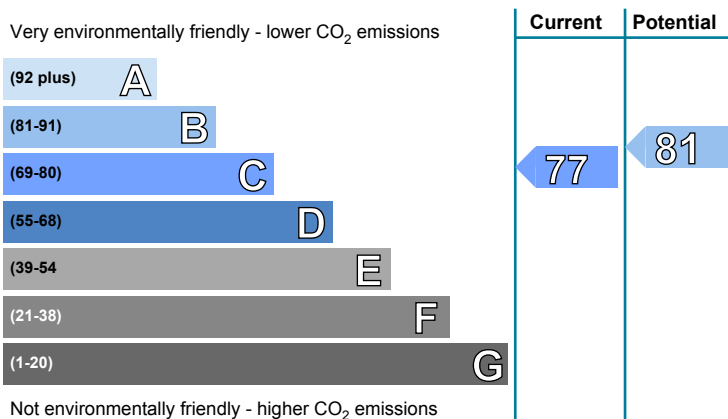 Very environmentally friendly - lower CO2 emissions
Current
Potential
(92 plus) A
(81-91) B
(69-80) C
(55-68) D
(39-54 E
(21-38) F
(1-20) G
77
81
Not environmentally friendly - higher CO2 emissions